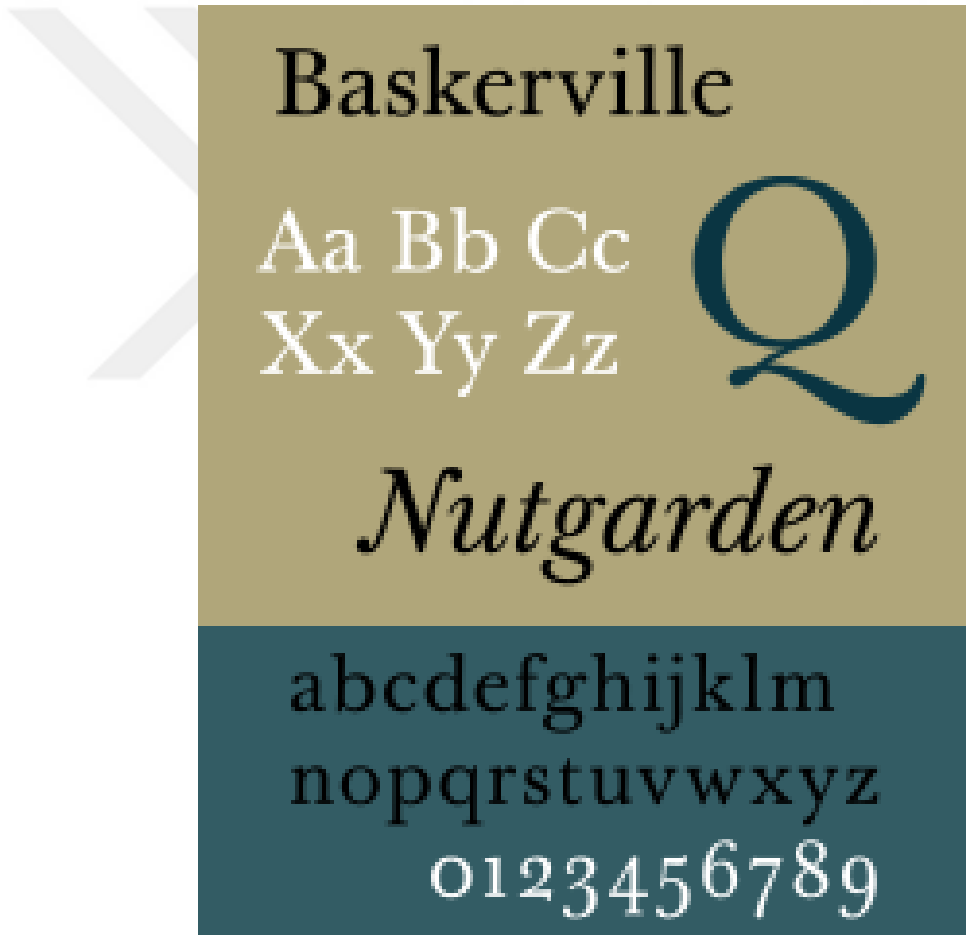 Baskerville
Aa Bb Cc
Xx Yy Zz
Q
Nutgarden
abcdefghijklm
nopqrstuvwxyz
0123456789